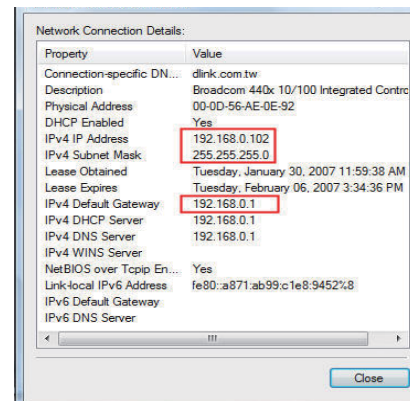 Network Connection Details:
Property Value
Connection-specific DN... dlink.com.tw
Description Broadcom 440x 10/100 Integrated Contro
Physical Address 00-0D-56-AE-0E-92
DHCP Enabled Yes
IPv4 IP Address 192.168.0.102
IPv4 Subnet Mask 255.255.255.0
Lease Obtained Tuesday, January 30, 2007 11:59:38 AM
Lease Expires Tuesday, February 06, 2007 3:34:36 PM
IPv4 Default Gateway 192.168.0.1
IPv4 DHCP Server 192.168.0.1
IPv4 DNS Server 192.168.0.1
IPv4 WINS Server
NetBIOS over Tcpip En... Yes
Link-local IPv6 Address fe80::a871:ab99:c1e8:9452%8
IPv6 Default Gateway
IPv6 DNS Server
Close